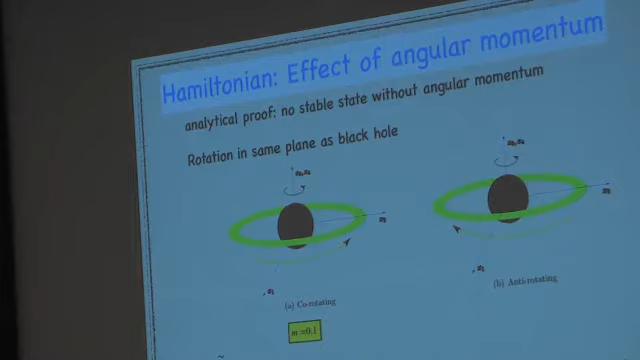 Hamiltonian: Effect of angular momentum
analytical proof: no stable state without angular momentum
Rotation in same plane as black hole
(a) Co-rotating
(b) Anti-rotating
m =0.1